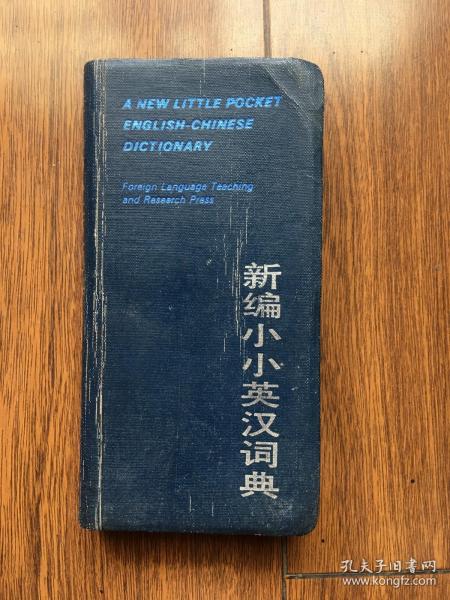 A NEW LITTLE POCKET
ENGLISH-CHINESE
DICTIONARY
Foreign Language Teaching
and Research Press
新编小小英汉词典
孔夫子旧书网
www.kongfz.com